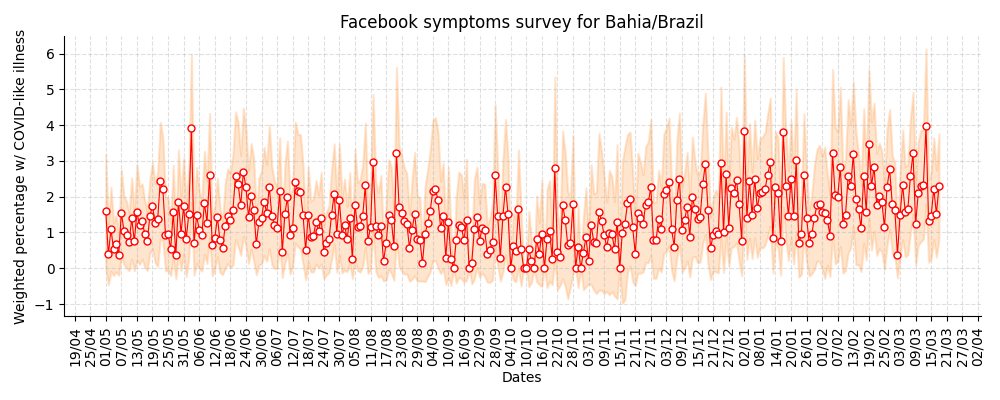 Facebook symptoms survey for Bahia/Brazil
Weighted percentage w/ COVID-like illness
6
5
4
3
2
1
0
−1
19/04 25/04 01/05 07/05 13/05 19/05 25/05 31/05 06/06 12/06 18/06 24/06 30/06 06/07 12/07 18/07 24/07 30/07 05/08 11/08 17/08 23/08 29/08 04/09 10/09 16/09 22/09 28/09 04/10 10/10 16/10 22/10 28/10 03/11 09/11 15/11 21/11 27/11 03/12 09/12 15/12 21/12 27/12 02/01 08/01 14/01 20/01 26/01 01/02 07/02 13/02 19/02 25/02 03/03 09/03 15/03 21/03 27/03 02/04
Dates